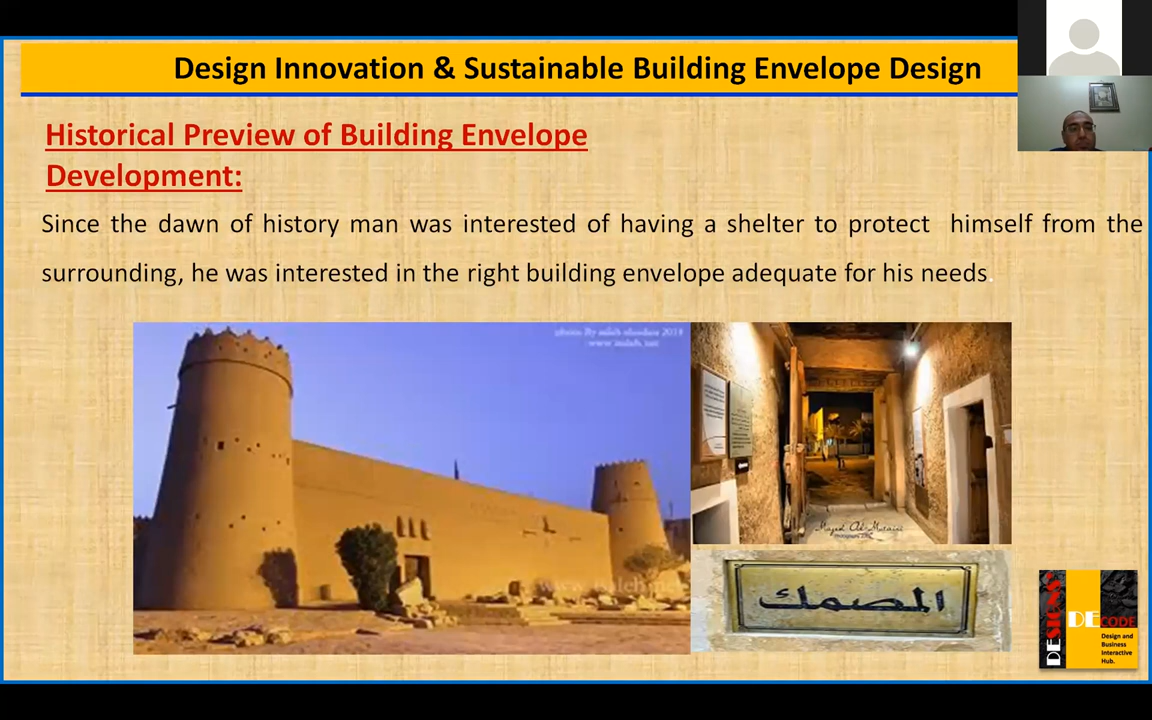 Design Innovation & Sustainable Building Envelope Design
Historical Preview of Building Envelope
Development:
Since the dawn of history man was interested of having a shelter to protect himself from the
surrounding, he was interested in the right building envelope adequate for his needs.
المصمك
DESIGNS
DECODE
Design and
Business
Interactive
Hub.